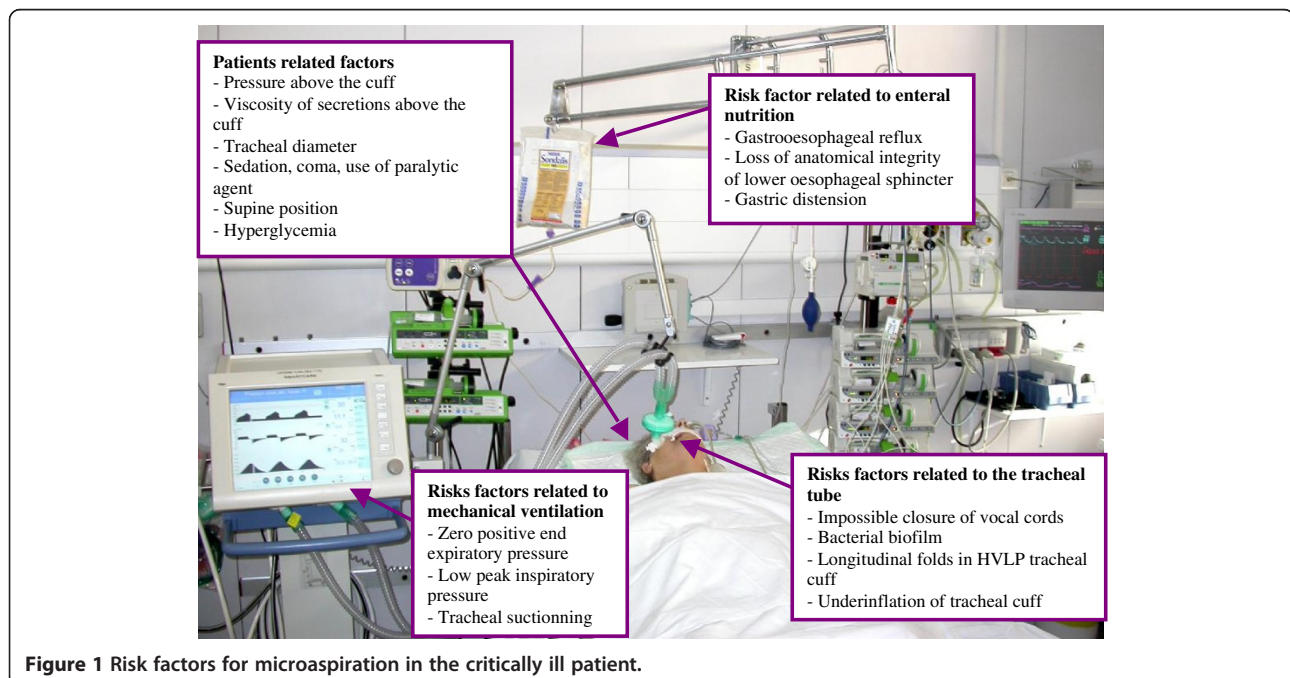 Patients related factors
- Pressure above the cuff
- Viscosity of secretions above the
cuff
- Tracheal diameter
- Sedation, coma, use of paralytic
agent
- Supine position
- Hyperglycemia
Risk factor related to enteral
nutrition
- Gastrooesophageal reflux
- Loss of anatomical integrity
of lower oesophageal sphincter
- Gastric distension
Sondalis
Risks factors related to
mechanical ventilation
- Zero positive end
expiratory pressure
- Low peak inspiratory
pressure
- Tracheal suctionning
Risks factors related to the tracheal
tube
- Impossible closure of vocal cords
- Bacterial biofilm
- Longitudinal folds in HVLP tracheal
cuff
- Underinflation of tracheal cuff
Figure 1 Risk factors for microaspiration in the critically ill patient.